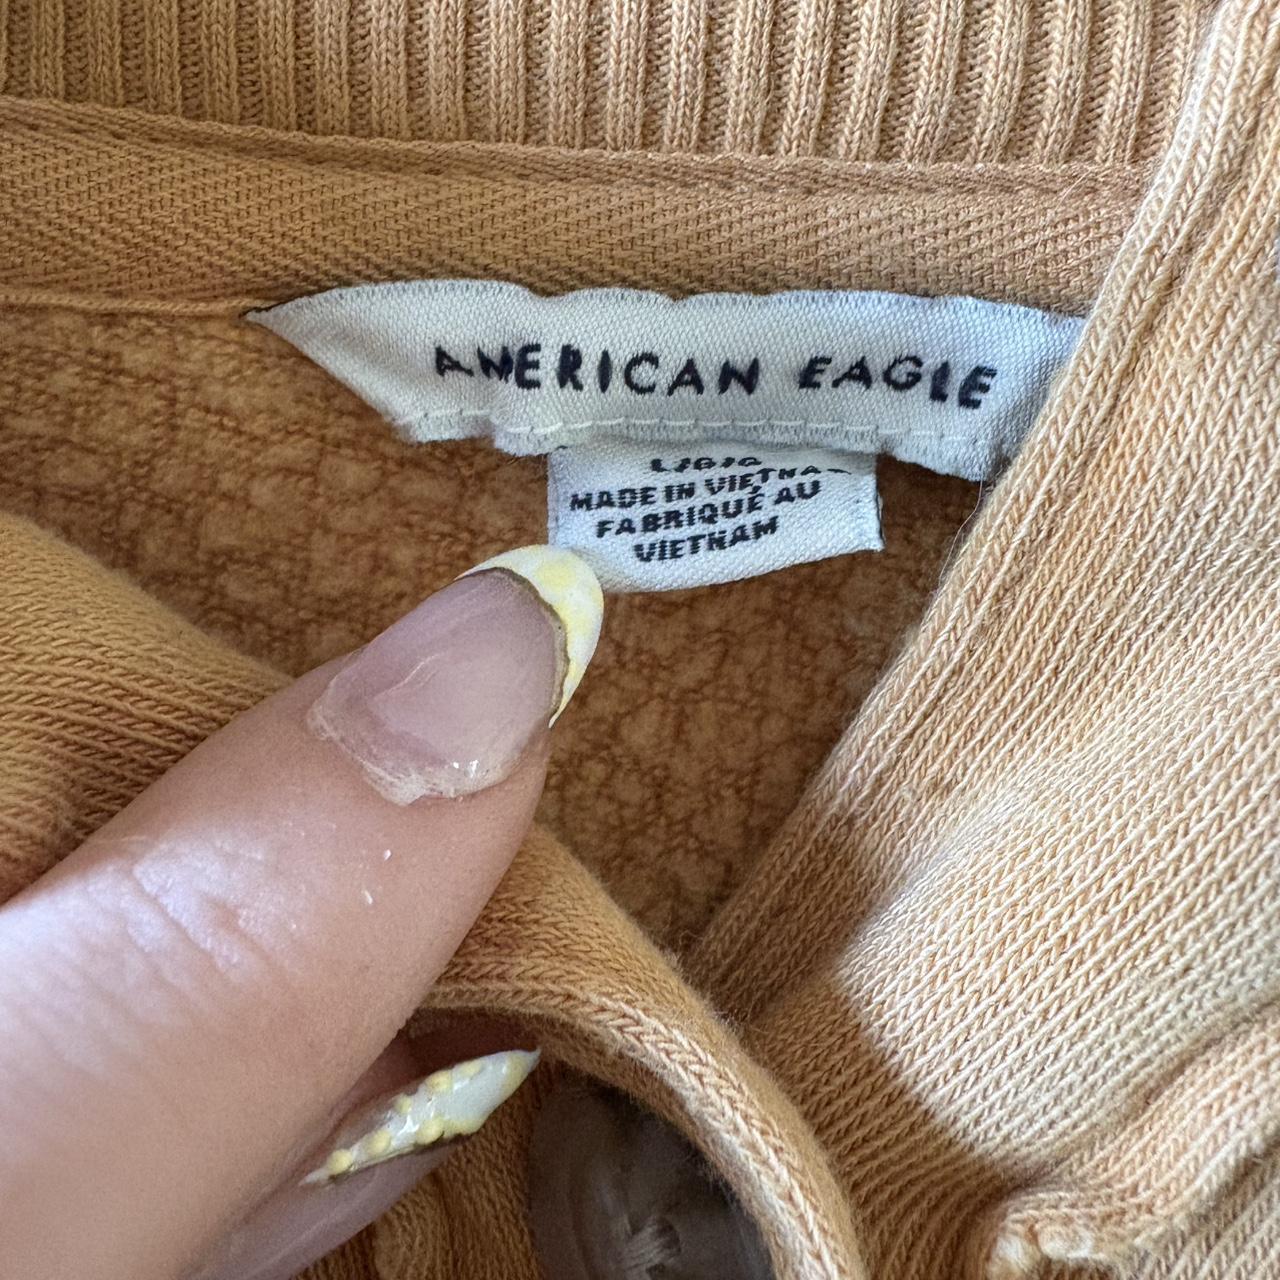 AMERICAN EAGLE
L/G/G
MADE IN VIETNAM
FABRIQUÉ AU
VIETNAM